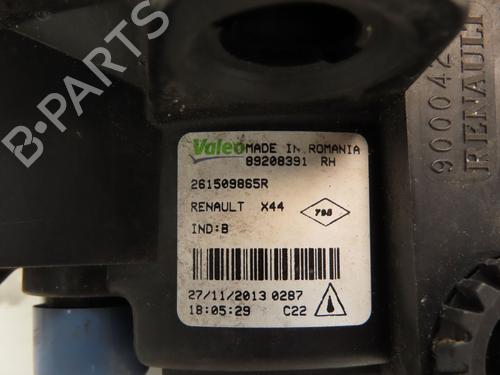 B-PARTS
Valeo MADE IN ROMANIA
89208391 RH
261509865R
RENAULT X44
798
IND:B
27/11/2013 0287
18:05:29 C22
900042
RENAULT